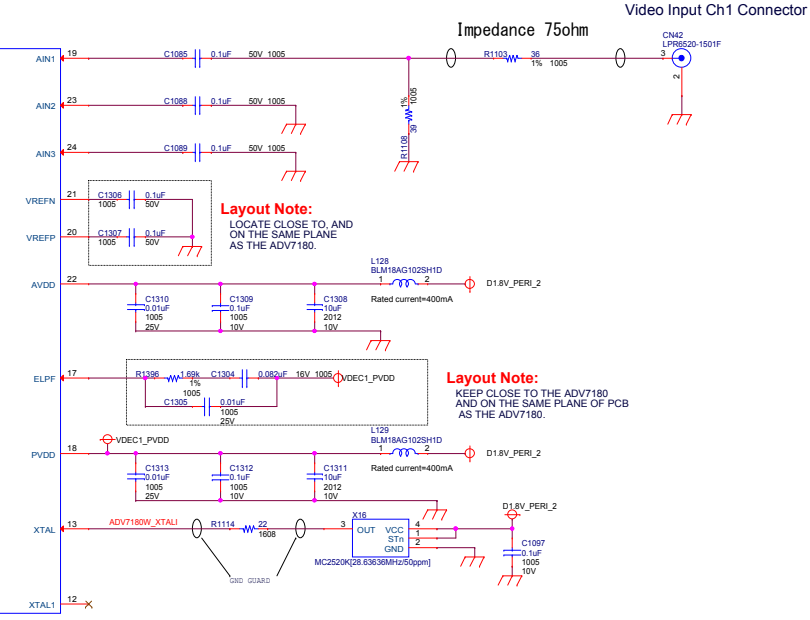 Video Input Ch1 Connector
Impedance 75ohm
CN42
LPR6520-1501F
AIN1 19 C1085 0.1uF 50V 1005 R1103 36 3
1% 1005
2
1%
1005
R1108
39
AIN2 23 C1088 0.1uF 50V 1005
AIN3 24 C1089 0.1uF 50V 1005
VREFN 21 C1306 0.1uF
1005 50V
VREFP 20 C1307 0.1uF
1005 50V
Layout Note:
LOCATE CLOSE TO, AND
ON THE SAME PLANE
AS THE ADV7180.
L128
BLM18AG102SH1D
AVDD 22 1 2 D1.8V_PERI_2
Rated current=400mA
C1310
0.01uF
1005
25V
C1309
0.1uF
1005
10V
C1308
10uF
2012
10V
ELPF 17 R1396 1.69k C1304 0.082uF 16V 1005 VDEC1_PVDD
1%
1005
C1305 0.01uF
1005
25V
Layout Note:
KEEP CLOSE TO THE ADV7180
AND ON THE SAME PLANE OF PCB
AS THE ADV7180.
VDEC1_PVDD
L129
BLM18AG102SH1D
PVDD 18 1 2 D1.8V_PERI_2
Rated current=400mA
C1313
0.01uF
1005
25V
C1312
0.1uF
1005
10V
C1311
10uF
2012
10V
D1.8V_PERI_2
XTAL 13 ADV7180W_XTALI R1114 22
1608
X16
3 OUT VCC 4
STn 1
GND 2
MC2520K[28.63636MHz/50ppm]
C1097
0.1uF
1005
10V
GND GUARD
XTAL1 12